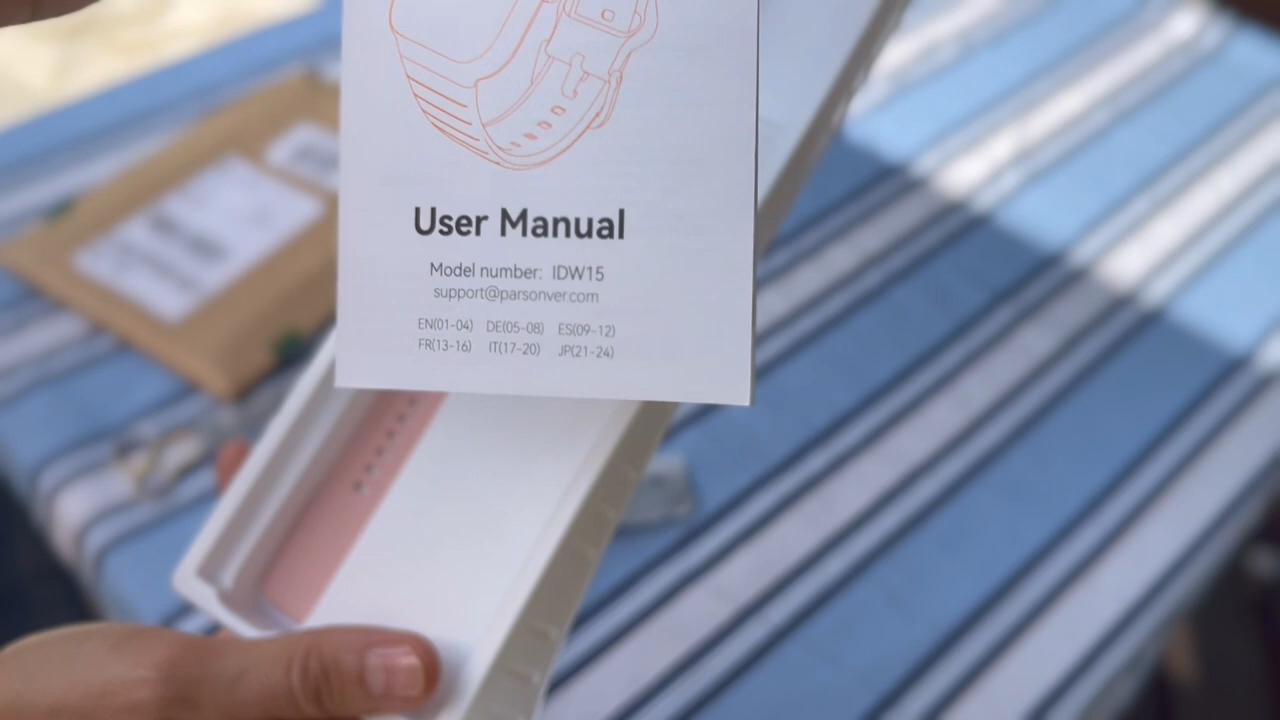 User Manual
Model number: IDW15
support@parsonver.com
EN(01-04) DE(05-08) ES(09-12)
FR(13-16) IT(17-20) JP(21-24)